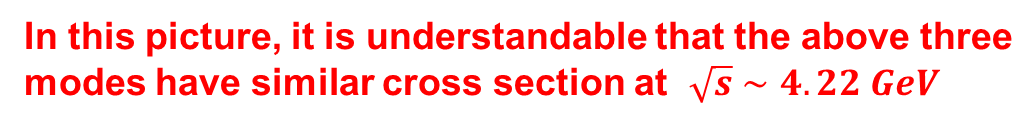 In this picture, it is understandable that the above three
modes have similar cross section at √s ~ 4.22 GeV